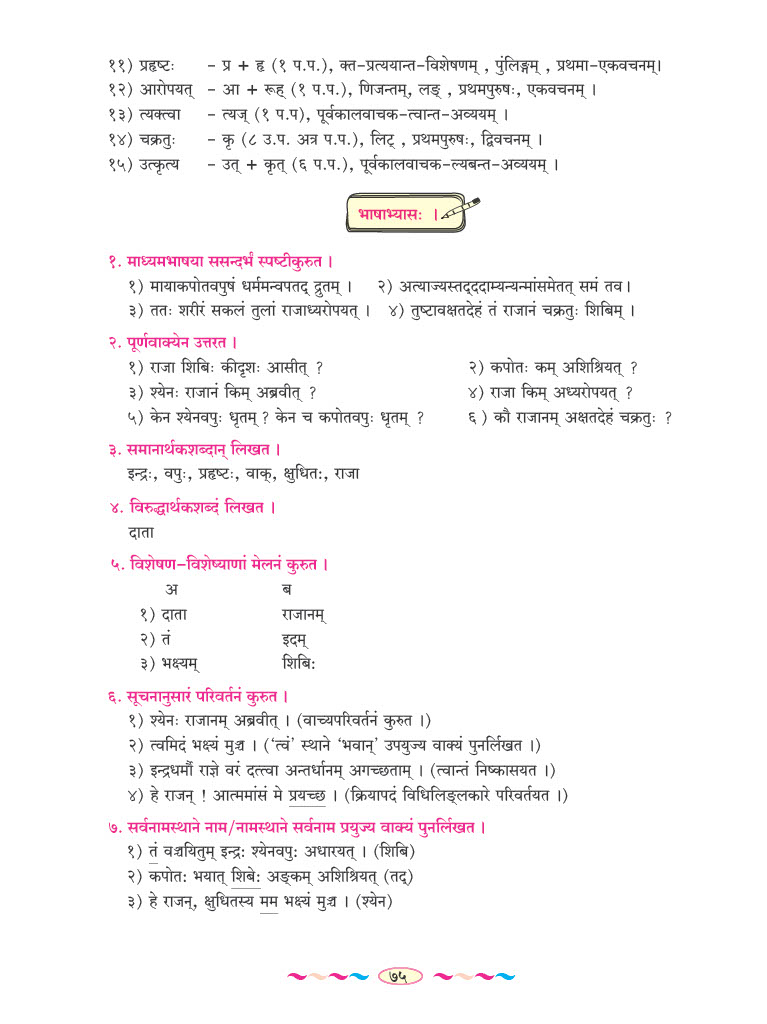 ११) प्रहृष्टः - प्र + हृ (१ प.प.), क्त-प्रत्ययान्त-विशेषणम् , पुंलिङ्गम् , प्रथमा-एकवचनम्।
१२) आरोपयत् - आ + रूह् (१ प.प.), णिजन्तम्, लङ् , प्रथमपुरुषः, एकवचनम् ।
१३) त्यक्त्वा - त्यज् (१ प.प), पूर्वकालवाचक-त्वान्त-अव्ययम् ।
१४) चक्रतुः - कृ (८ उ.प. अत्र प.प.), लिट् , प्रथमपुरुषः, द्विवचनम् ।
१५) उत्कृत्य - उत् + कृत् (६ प.प.), पूर्वकालवाचक-ल्यबन्त-अव्ययम् ।
भाषाभ्यासः ।
१. माध्यमभाषया ससन्दर्भं स्पष्टीकुरुत ।
१) मायाकपोतवपुषं धर्ममन्वपतद् द्रुतम् । २) अत्याज्यस्तद्ददाम्यन्यन्मांसमेतत् समं तव।
३) ततः शरीरं सकलं तुलां राजाध्यरोपयत् । ४) तुष्टावक्षतदेहं तं राजानं चक्रतुः शिबिम् ।
२. पूर्णवाक्येन उत्तरत ।
१) राजा शिबिः कीदृशः आसीत् ? २) कपोतः कम् अशिश्रियत् ?
३) श्येनः राजानं किम् अब्रवीत् ? ४) राजा किम् अध्यरोपयत् ?
५) केन श्येनवपुः धृतम् ? केन च कपोतवपुः धृतम् ? ६ ) कौ राजानम् अक्षतदेहं चक्रतुः ?
३. समानार्थकशब्दान् लिखत ।
इन्द्रः, वपुः, प्रहृष्टः, वाक्, क्षुधितः, राजा
४. विरुद्धार्थकशब्दं लिखत ।
दाता
५. विशेषण-विशेष्याणां मेलनं कुरुत ।
अ ब
१) दाता राजानम्
२) तं इदम्
३) भक्ष्यम् शिबिः
६. सूचनानुसारं परिवर्तनं कुरुत ।
१) श्येनः राजानम् अब्रवीत् । (वाच्यपरिवर्तनं कुरुत ।)
२) त्वमिदं भक्ष्यं मुञ्च । (‘त्वं’ स्थाने ‘भवान्’ उपयुज्य वाक्यं पुनर्लिखत ।)
३) इन्द्रधर्मौ राज्ञे वरं दत्त्वा अन्तर्धानम् अगच्छताम् । (त्वान्तं निष्कासयत ।)
४) हे राजन् ! आत्ममांसं मे प्रयच्छ । (क्रियापदं विधिलिङ्लकारे परिवर्तयत ।)
७. सर्वनामस्थाने नाम/नामस्थाने सर्वनाम प्रयुज्य वाक्यं पुनर्लिखत ।
१) तं वञ्चयितुम् इन्द्रः श्येनवपुः अधारयत् । (शिबि)
२) कपोतः भयात् शिबेः अङ्कम् अशिश्रियत् (तद्)
३) हे राजन्, क्षुधितस्य मम भक्ष्यं मुञ्च । (श्येन)
७५